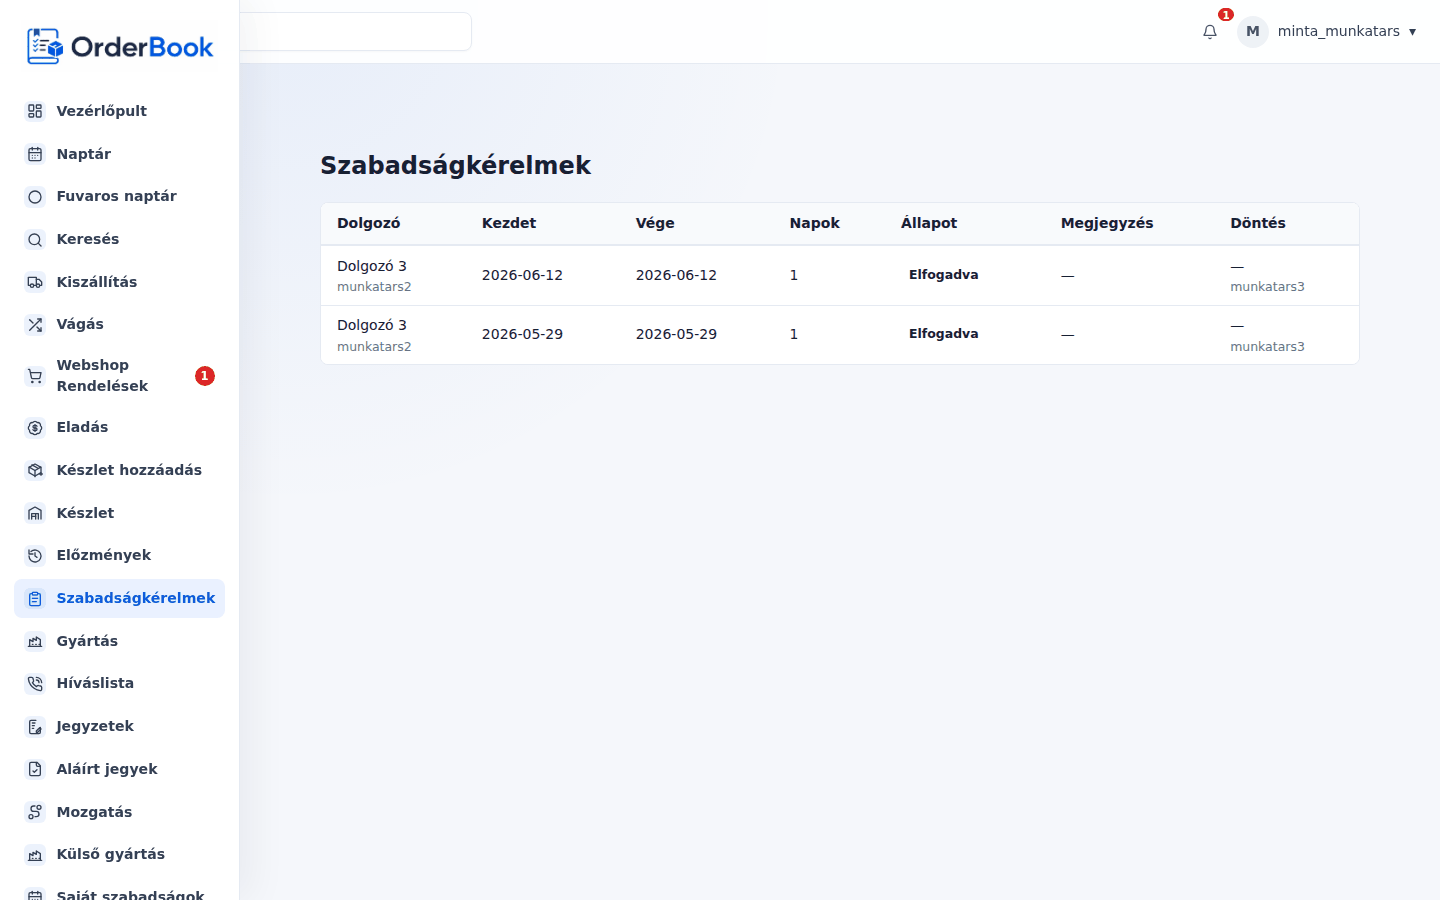 OrderBook
1
M
minta_munkatars ▼
Vezérlőpult
Naptár
Fuvaros naptár
Keresés
Kiszállítás
Vágás
Webshop
Rendelések
1
Eladás
Készlet hozzáadás
Készlet
Előzmények
Szabadságkérelmek
Gyártás
Híváslista
Jegyzetek
Aláírt jegyek
Mozgatás
Külső gyártás
Saját szabadságok
Szabadságkérelmek
Dolgozó Kezdet Vége Napok Állapot Megjegyzés Döntés
Dolgozó 3 2026-06-12 2026-06-12 1 Elfogadva — —
munkatars2 munkatars3
Dolgozó 3 2026-05-29 2026-05-29 1 Elfogadva — —
munkatars2 munkatars3